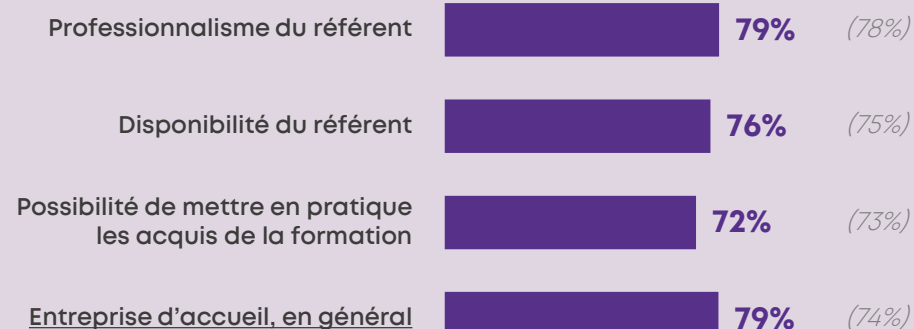 Professionnalisme du référent 79% (78%)
Disponibilité du référent 76% (75%)
Possibilité de mettre en pratique
les acquis de la formation 72% (73%)
Entreprise d'accueil, en général 79% (74%)